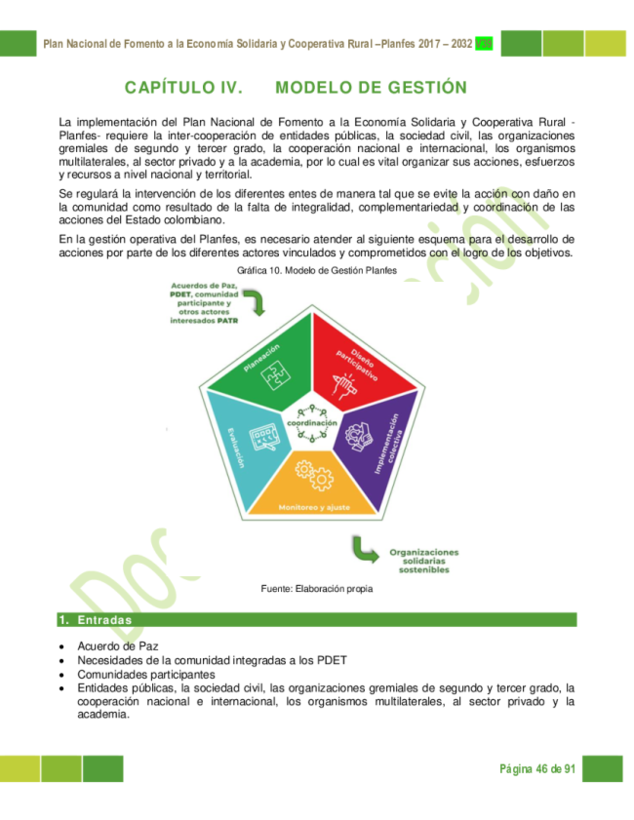 Plan Nacional de Fomento a la Economía Solidaria y Cooperativa Rural –Planfes 2017 – 2032 v39
CAPÍTULO IV. MODELO DE GESTIÓN
La implementación del Plan Nacional de Fomento a la Economía Solidaria y Cooperativa Rural -
Planfes- requiere la inter-cooperación de entidades públicas, la sociedad civil, las organizaciones
gremiales de segundo y tercer grado, la cooperación nacional e internacional, los organismos
multilaterales, al sector privado y a la academia, por lo cual es vital organizar sus acciones, esfuerzos
y recursos a nivel nacional y territorial.
Se regulará la intervención de los diferentes entes de manera tal que se evite la acción con daño en
la comunidad como resultado de la falta de integralidad, complementariedad y coordinación de las
acciones del Estado colombiano.
En la gestión operativa del Planfes, es necesario atender al siguiente esquema para el desarrollo de
acciones por parte de los diferentes actores vinculados y comprometidos con el logro de los objetivos.
Gráfica 10. Modelo de Gestión Planfes
Acuerdos de Paz,
PDET, comunidad
participante y
otros actores
interesados PATR
Planeación
Diseño
participativo
coordinación
Evaluación
Implementación
colectiva
Monitoreo y ajuste
Organizaciones
solidarias
sostenibles
Fuente: Elaboración propia
1. Entradas
• Acuerdo de Paz
• Necesidades de la comunidad integradas a los PDET
• Comunidades participantes
• Entidades públicas, la sociedad civil, las organizaciones gremiales de segundo y tercer grado, la
cooperación nacional e internacional, los organismos multilaterales, al sector privado y la
academia.
Página 46 de 91